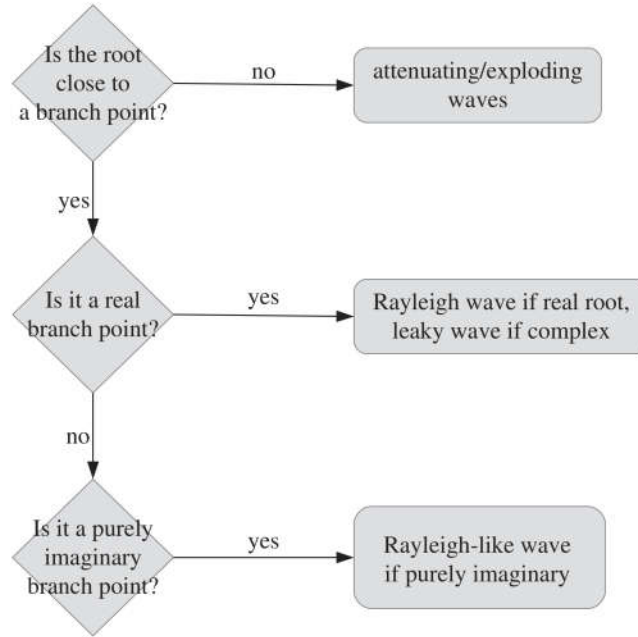 Is the root
close to
a branch point?
no
attenuating/exploding
waves
yes
Is it a real
branch point?
yes
Rayleigh wave if real root,
leaky wave if complex
no
Is it a purely
imaginary
branch point?
yes
Rayleigh-like wave
if purely imaginary